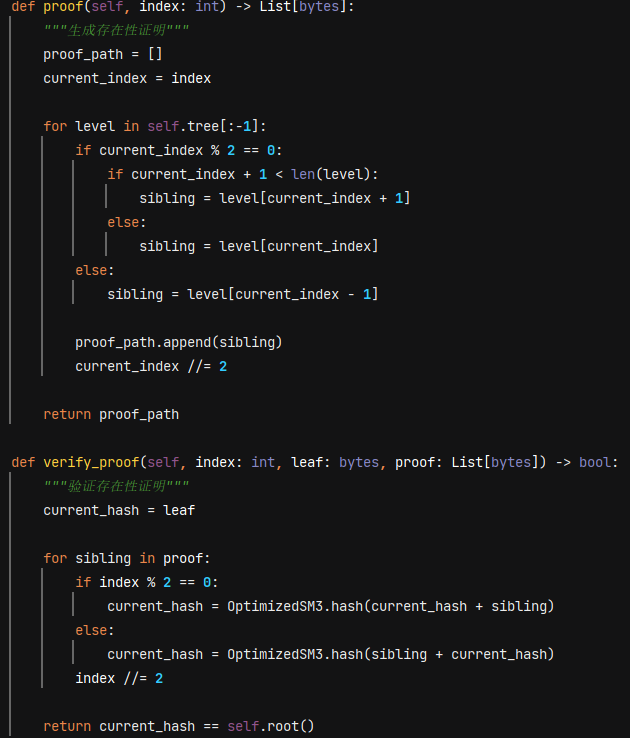 def proof(self, index: int) -> List[bytes]:
    """生成存在性证明"""
    proof_path = []
    current_index = index

    for level in self.tree[:-1]:
        if current_index % 2 == 0:
            if current_index + 1 < len(level):
                sibling = level[current_index + 1]
            else:
                sibling = level[current_index]
        else:
            sibling = level[current_index - 1]

        proof_path.append(sibling)
        current_index //= 2

    return proof_path

def verify_proof(self, index: int, leaf: bytes, proof: List[bytes]) -> bool:
    """验证存在性证明"""
    current_hash = leaf

    for sibling in proof:
        if index % 2 == 0:
            current_hash = OptimizedSM3.hash(current_hash + sibling)
        else:
            current_hash = OptimizedSM3.hash(sibling + current_hash)
        index //= 2

    return current_hash == self.root()